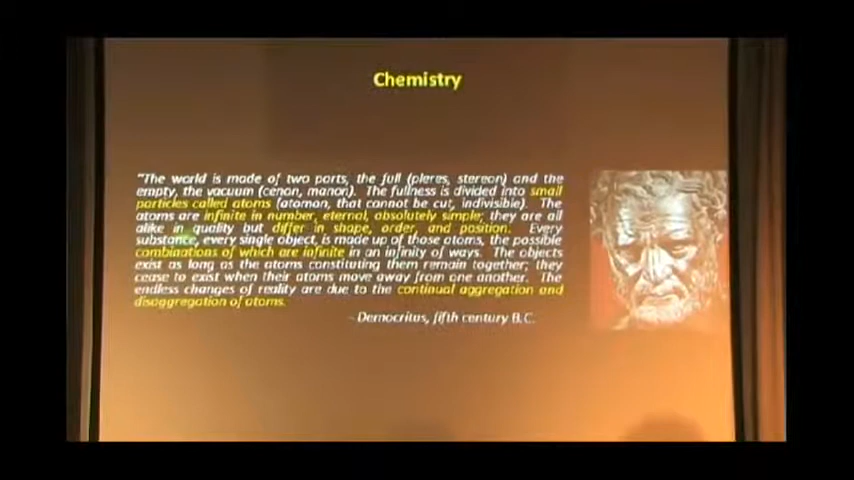 Chemistry
"The world is made of two parts, the full (pleres, stereon) and the
empty, the vacuum (cenon, manon). The fullness is divided into small
particles called atoms (atomon, that cannot be cut, indivisible). The
atoms are infinite in number, eternal, absolutely simple; they are all
alike in quality but differ in shape, order, and position. Every
substance, every single object, is made up of those atoms, the possible
combinations of which are infinite in an infinity of ways. The objects
exist as long as the atoms constituting them remain together; they
cease to exist when their atoms move away from one another. The
endless changes of reality are due to the continual aggregation and
disaggregation of atoms.
- Democritus, fifth century B.C.